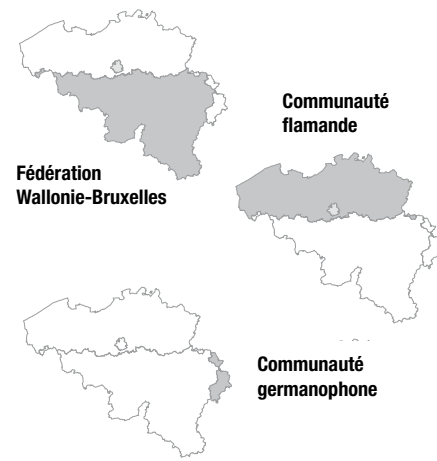 Communauté
flamande
Fédération
Wallonie-Bruxelles
Communauté
germanophone